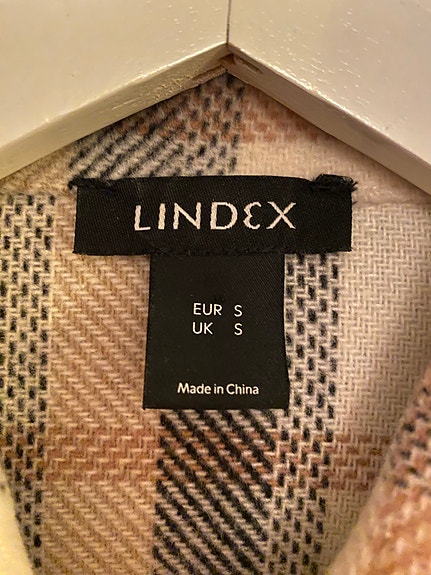 LINDEX
EUR S
UK S
Made in China